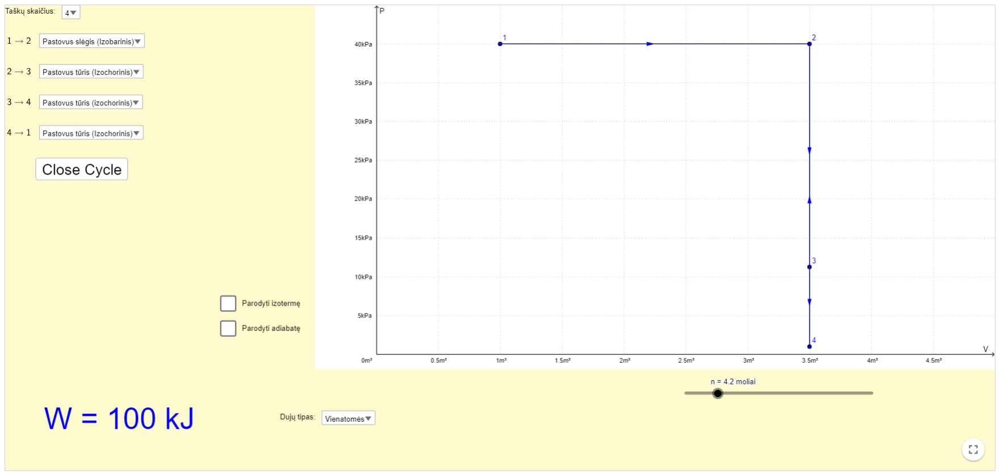 Taškų skaičius: 4
1 → 2 Pastovus slėgis (Izobarinis)
2 → 3 Pastovus tūris (Izochorinis)
3 → 4 Pastovus tūris (izochorinis)
4 → 1 Pastovus tūris (Izochorinis)
Close Cycle
Parodyti izotermę
Parodyti adiabatę
P
40kPa
35kPa
30kPa
25kPa
20kPa
15kPa
10kPa
5kPa
1
2
3
4
V
0m³ 0.5m³ 1m³ 1.5m³ 2m³ 2.5m³ 3m³ 3.5m³ 4m³ 4.5m³
n = 4.2 moliai
W = 100 kJ
Dujų tipas: Vienatomės